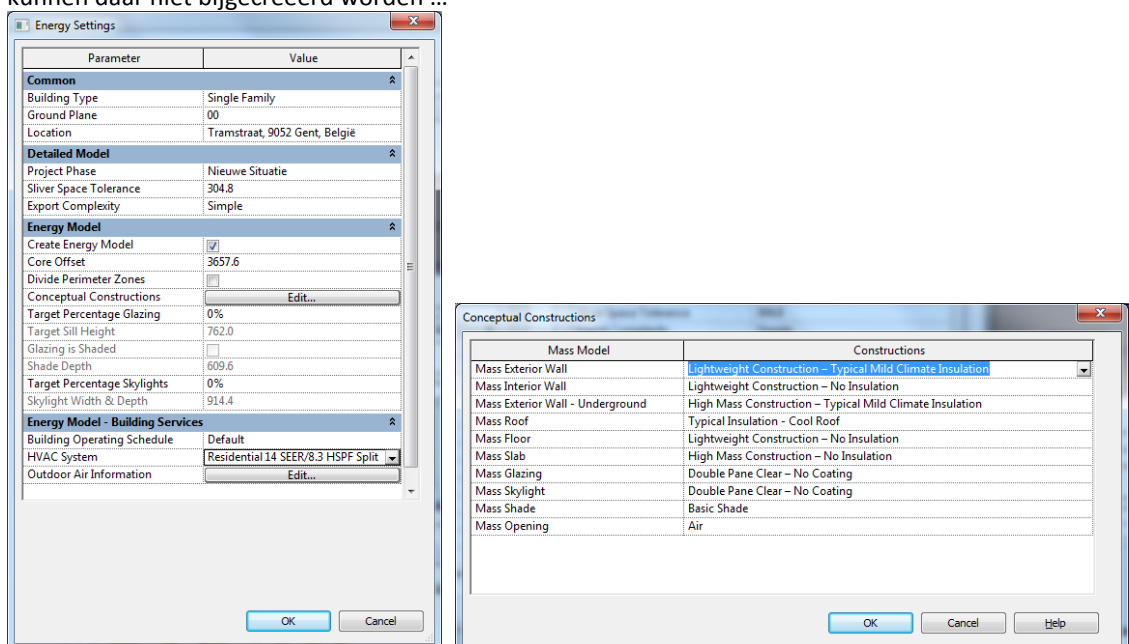 kunnen daar niet bijgecreëerd worden …
Energy Settings
Parameter Value
Common
Building Type Single Family
Ground Plane 00
Location Tramstraat, 9052 Gent, België
Detailed Model
Project Phase Nieuwe Situatie
Sliver Space Tolerance 304.8
Export Complexity Simple
Energy Model
Create Energy Model
Core Offset 3657.6
Divide Perimeter Zones
Conceptual Constructions Edit...
Target Percentage Glazing 0%
Target Sill Height 762.0
Glazing is Shaded
Shade Depth 609.6
Target Percentage Skylights 0%
Skylight Width & Depth 914.4
Energy Model - Building Services
Building Operating Schedule Default
HVAC System Residential 14 SEER/8.3 HSPF Split
Outdoor Air Information Edit...
OK Cancel
Conceptual Constructions
Mass Model Constructions
Mass Exterior Wall Lightweight Construction – Typical Mild Climate Insulation
Mass Interior Wall Lightweight Construction – No Insulation
Mass Exterior Wall - Underground High Mass Construction – Typical Mild Climate Insulation
Mass Roof Typical Insulation - Cool Roof
Mass Floor Lightweight Construction – No Insulation
Mass Slab High Mass Construction – No Insulation
Mass Glazing Double Pane Clear – No Coating
Mass Skylight Double Pane Clear – No Coating
Mass Shade Basic Shade
Mass Opening Air
OK Cancel Help